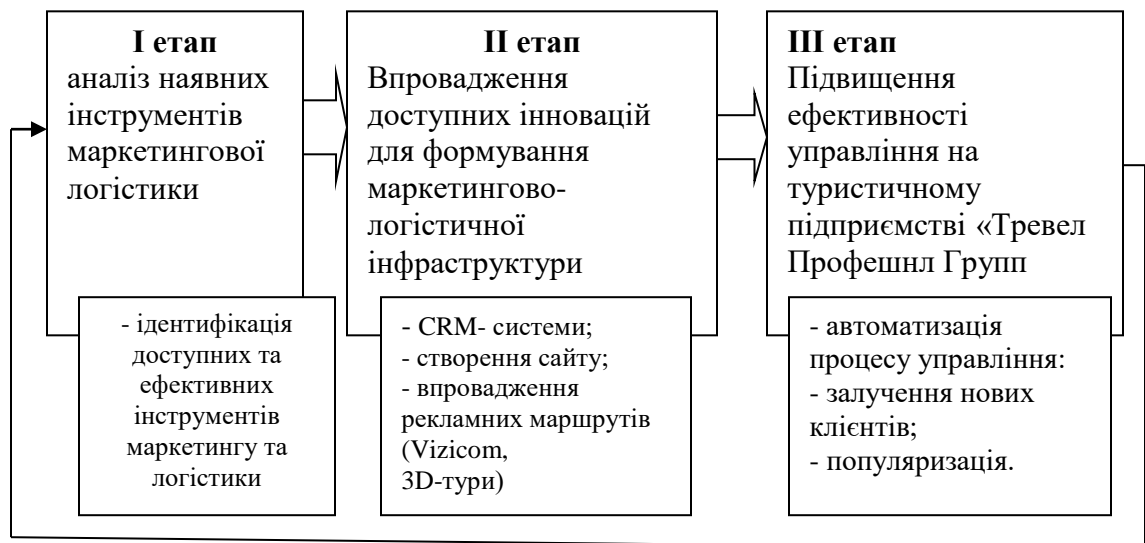 I етап
аналіз наявних
інструментів
маркетингової
логістики
- ідентифікація
доступних та
ефективних
інструментів
маркетингу та
логістики
II етап
Впровадження
доступних інновацій
для формування
маркетингово-
логістичної
інфраструктури
- CRM- системи;
- створення сайту;
- впровадження
рекламних маршрутів
(Vizicom,
3D-тури)
III етап
Підвищення
ефективності
управління на
туристичному
підприємстві «Тревел
Профешнл Групп
- автоматизація
процесу управління:
- залучення нових
клієнтів;
- популяризація.